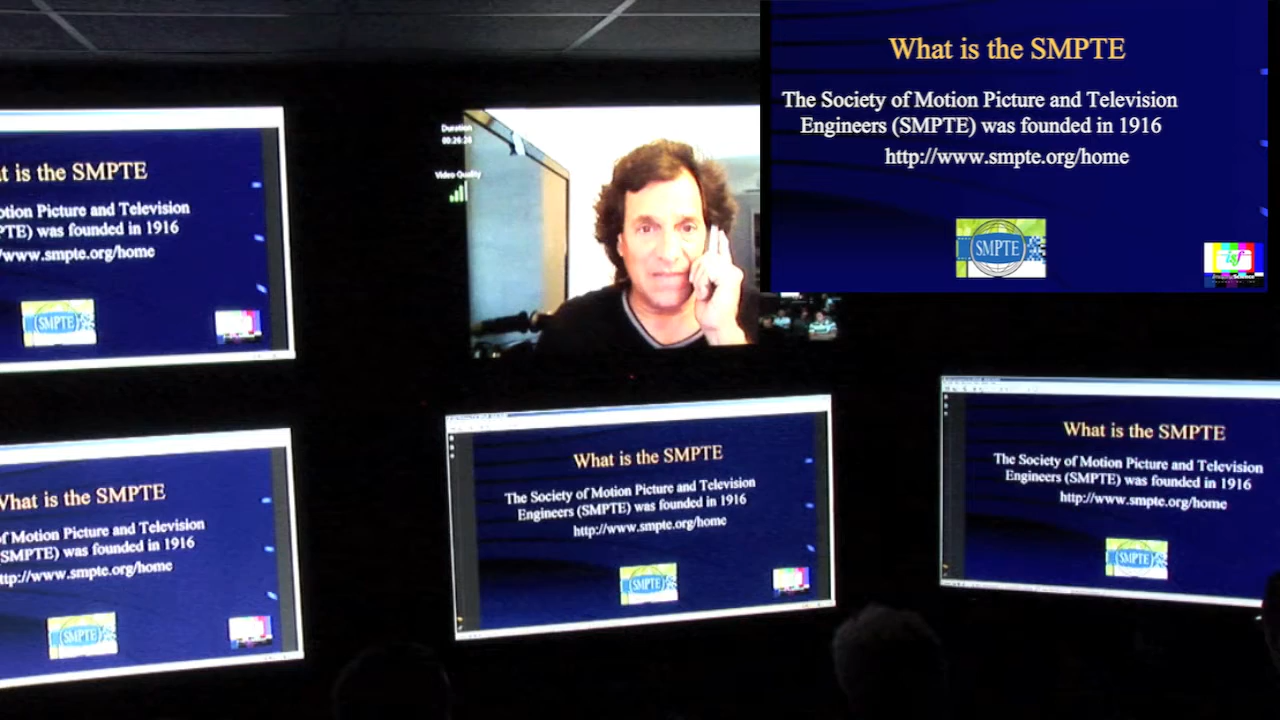 What is the SMPTE
The Society of Motion Picture and Television
Engineers (SMPTE) was founded in 1916
http://www.smpte.org/home
SMPTE
isf
Duration
00:26:26
Video Quality
t is the SMPTE
otion Picture and Television
PTE) was founded in 1916
/www.smpte.org/home
SMPTE
What is the SMPTE
of Motion Picture and Television
(SMPTE) was founded in 1916
ttp://www.smpte.org/home
SMPTE
What is the SMPTE
The Society of Motion Picture and Television
Engineers (SMPTE) was founded in 1916
http://www.smpte.org/home
SMPTE
What is the SMPTE
The Society of Motion Picture and Television
Engineers (SMPTE) was founded in 1916
http://www.smpte.org/home
SMPTE